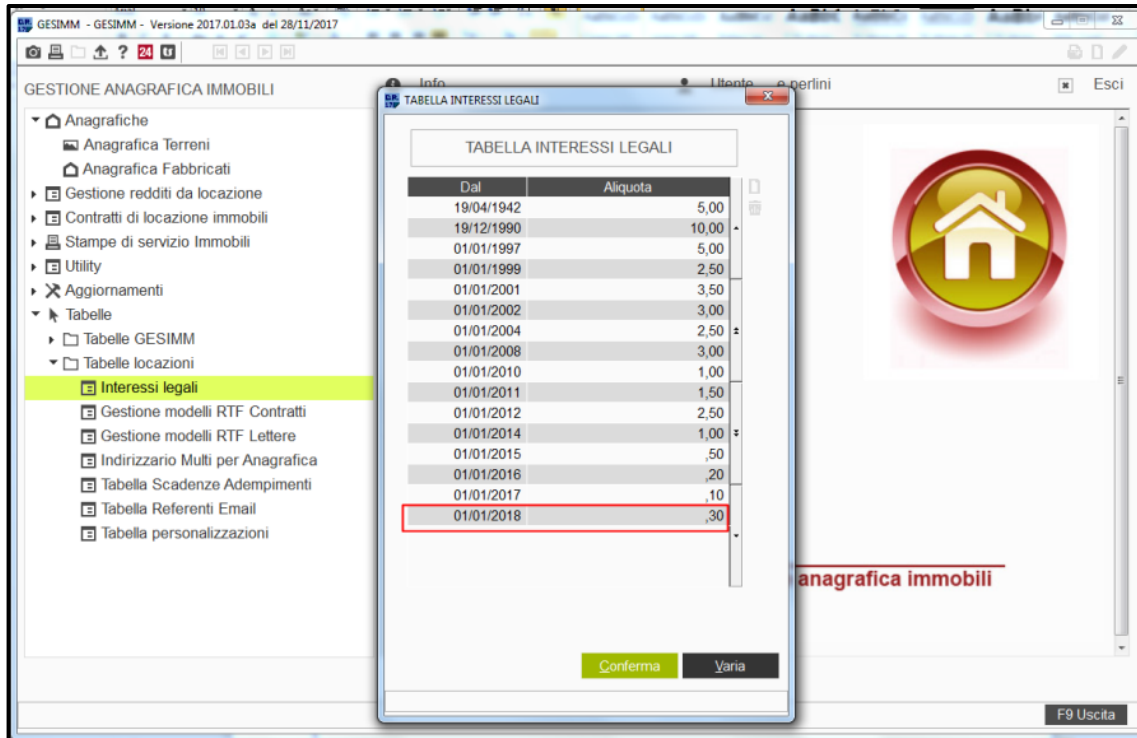 GESIMM - GESIMM - Versione 2017.01.03a del 28/11/2017
? 24
GESTIONE ANAGRAFICA IMMOBILI
Info
Utente
e perlini
Esci
Anagrafiche
Anagrafica Terreni
Anagrafica Fabbricati
Gestione redditi da locazione
Contratti di locazione immobili
Stampe di servizio Immobili
Utility
Aggiornamenti
Tabelle
Tabelle GESIMM
Tabelle locazioni
Interessi legali
Gestione modelli RTF Contratti
Gestione modelli RTF Lettere
Indirizzario Multi per Anagrafica
Tabella Scadenze Adempimenti
Tabella Referenti Email
Tabella personalizzazioni
TABELLA INTERESSI LEGALI
TABELLA INTERESSI LEGALI
Dal Aliquota
19/04/1942 5,00
19/12/1990 10,00
01/01/1997 5,00
01/01/1999 2,50
01/01/2001 3,50
01/01/2002 3,00
01/01/2004 2,50
01/01/2008 3,00
01/01/2010 1,00
01/01/2011 1,50
01/01/2012 2,50
01/01/2014 1,00
01/01/2015 ,50
01/01/2016 ,20
01/01/2017 ,10
01/01/2018 ,30
anagrafica immobili
Conferma Varia
F9 Uscita